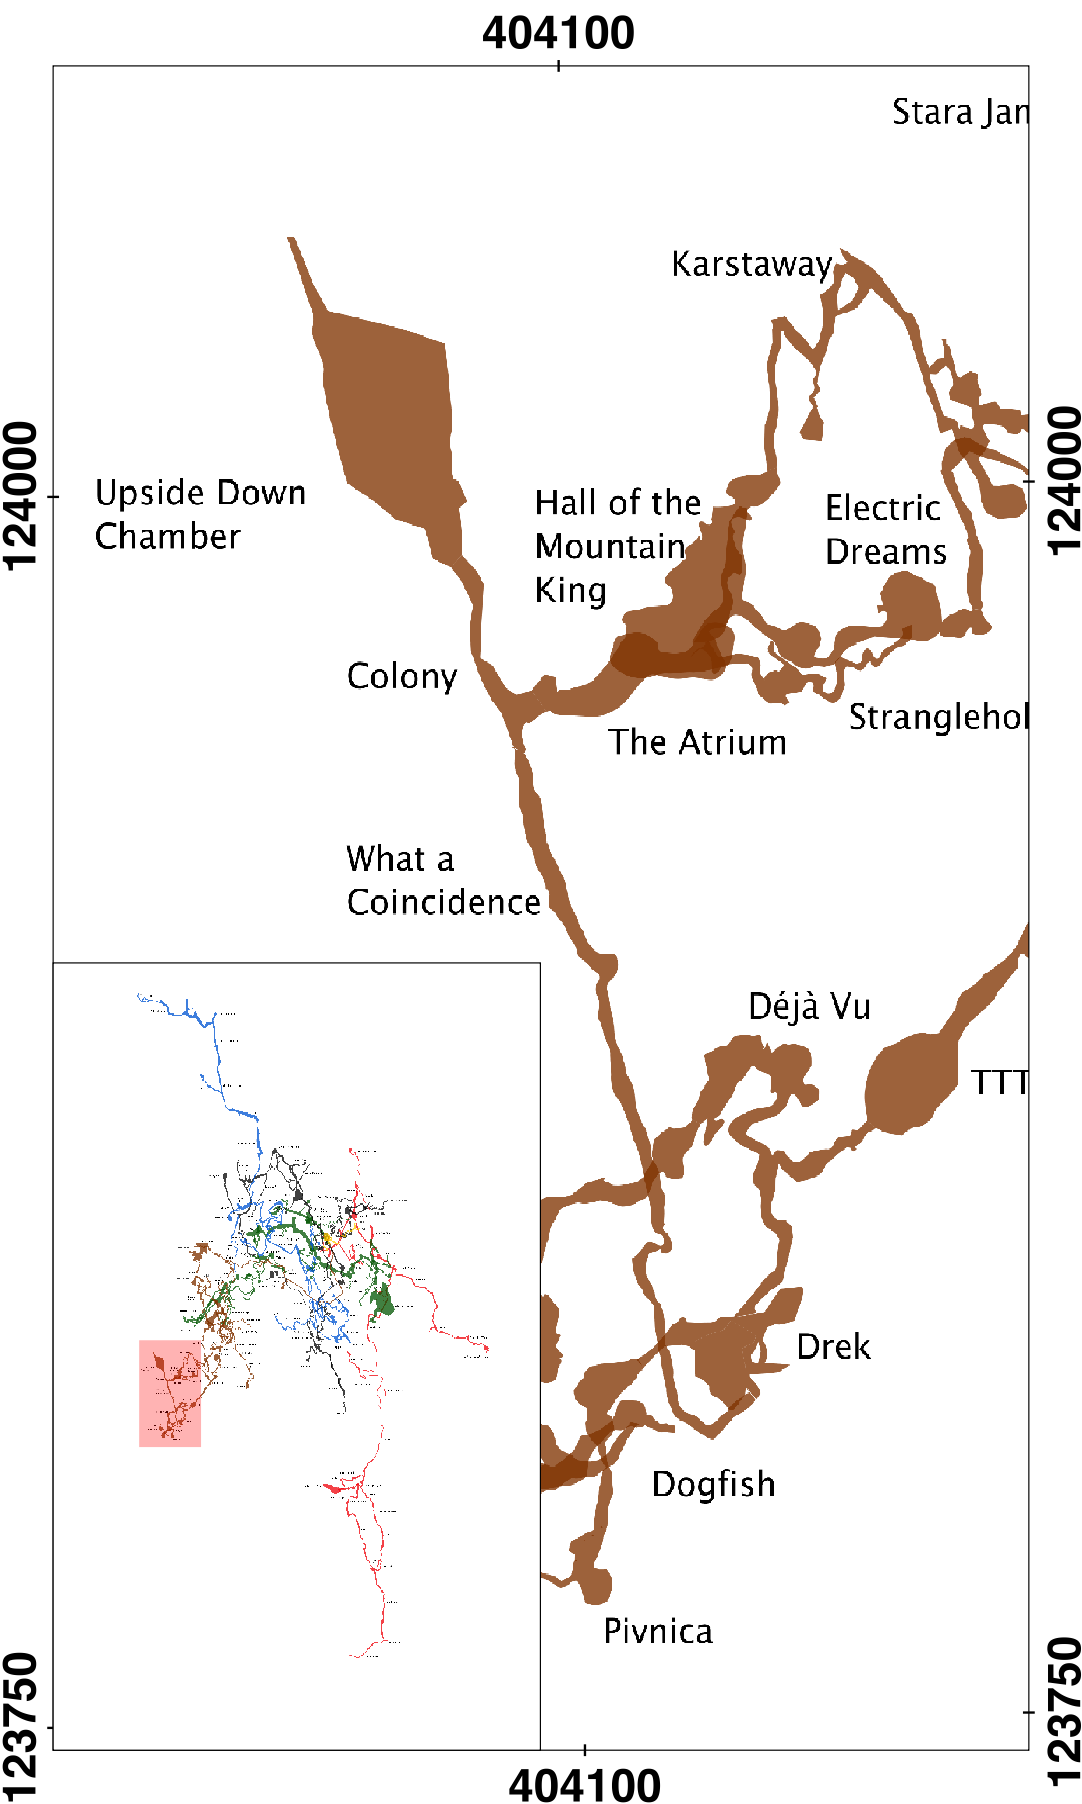 404100
Stara Jan
Karstaway
124000
124000
Upside Down
Chamber
Hall of the
Mountain
King
Electric
Dreams
Colony
Stranglehol
The Atrium
What a
Coincidence
Déjà Vu
TTT
Drek
Dogfish
Pivnica
123750
123750
404100